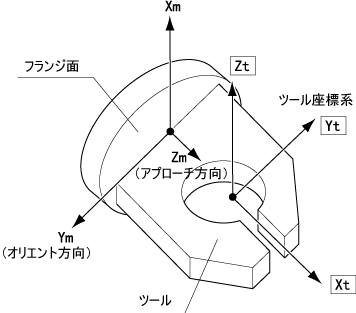 Xm
フランジ面
Zt
ツール座標系
Yt
Zm
(アプローチ方向)
Ym
(オリエント方向)
Xt
ツール